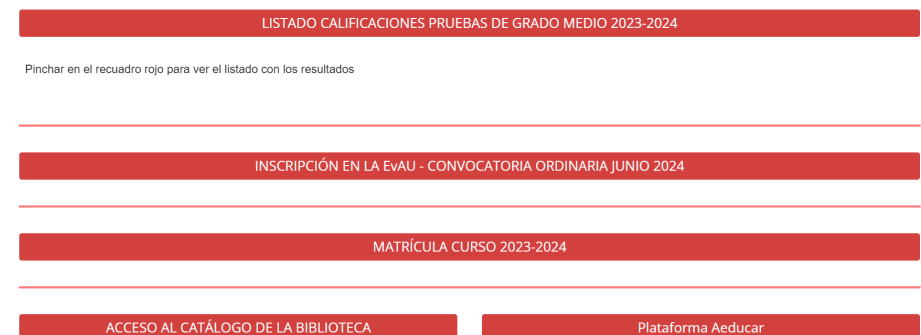 LISTADO CALIFICACIONES PRUEBAS DE GRADO MEDIO 2023-2024
Pinchar en el recuadro rojo para ver el listado con los resultados
INSCRIPCIÓN EN LA EvAU - CONVOCATORIA ORDINARIA JUNIO 2024
MATRÍCULA CURSO 2023-2024
ACCESO AL CATÁLOGO DE LA BIBLIOTECA
Plataforma Aeducar